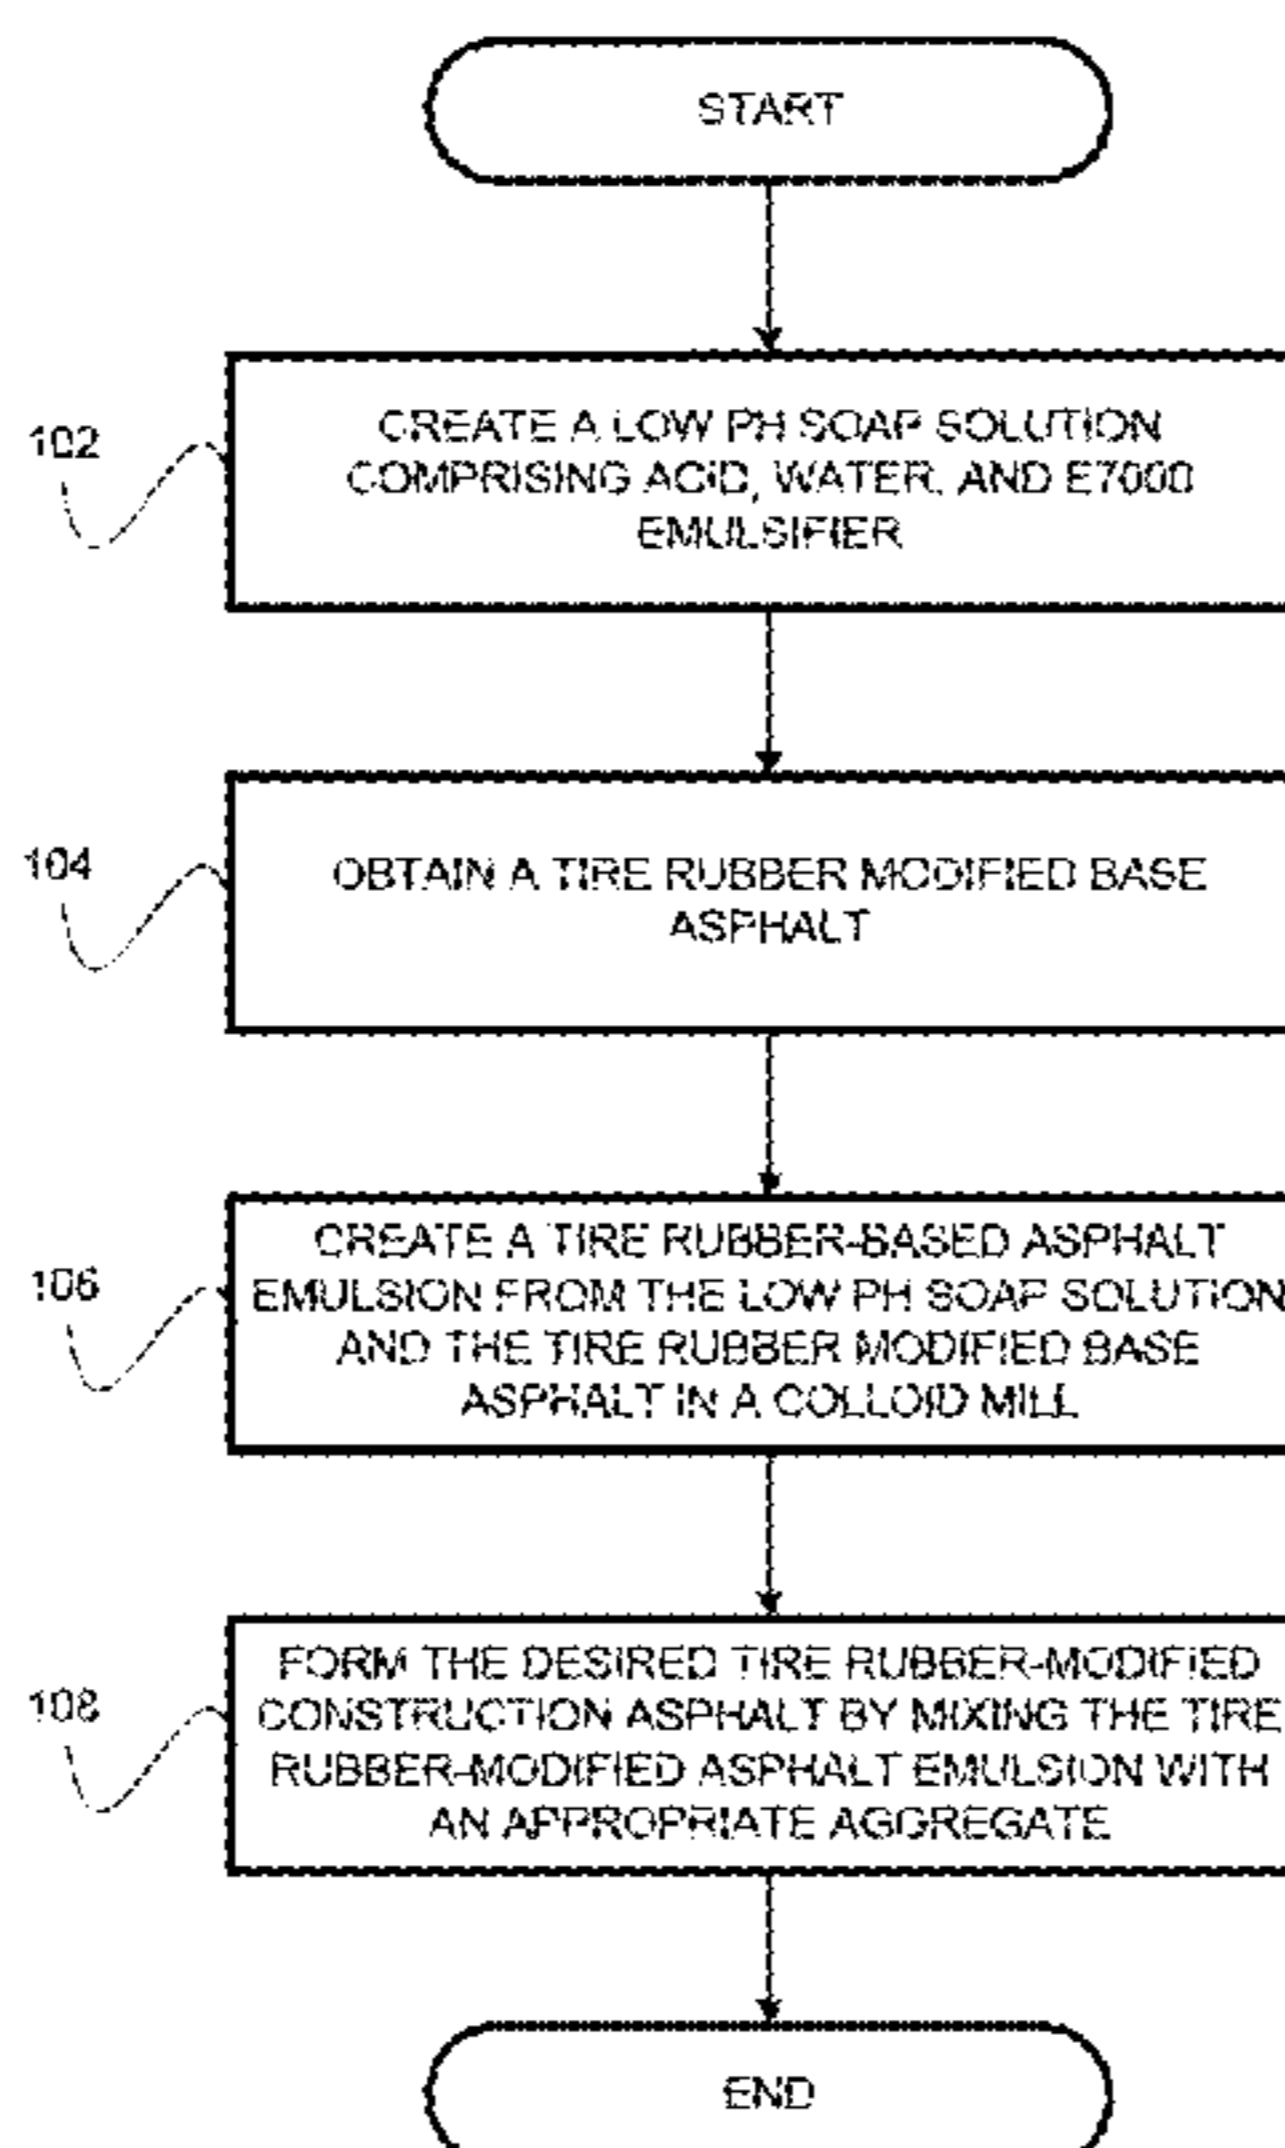 START
102
CREATE A LOW PH SOAP SOLUTION
COMPRISING ACID, WATER, AND E7000
EMULSIFIER
104
OBTAIN A TIRE RUBBER MODIFIED BASE
ASPHALT
106
CREATE A TIRE RUBBER-BASED ASPHALT
EMULSION FROM THE LOW PH SOAP SOLUTION
AND THE TIRE RUBBER MODIFIED BASE
ASPHALT IN A COLLOID MILL
108
FORM THE DESIRED TIRE RUBBER-MODIFIED
CONSTRUCTION ASPHALT BY MIXING THE TIRE
RUBBER-MODIFIED ASPHALT EMULSION WITH
AN APPROPRIATE AGGREGATE
END